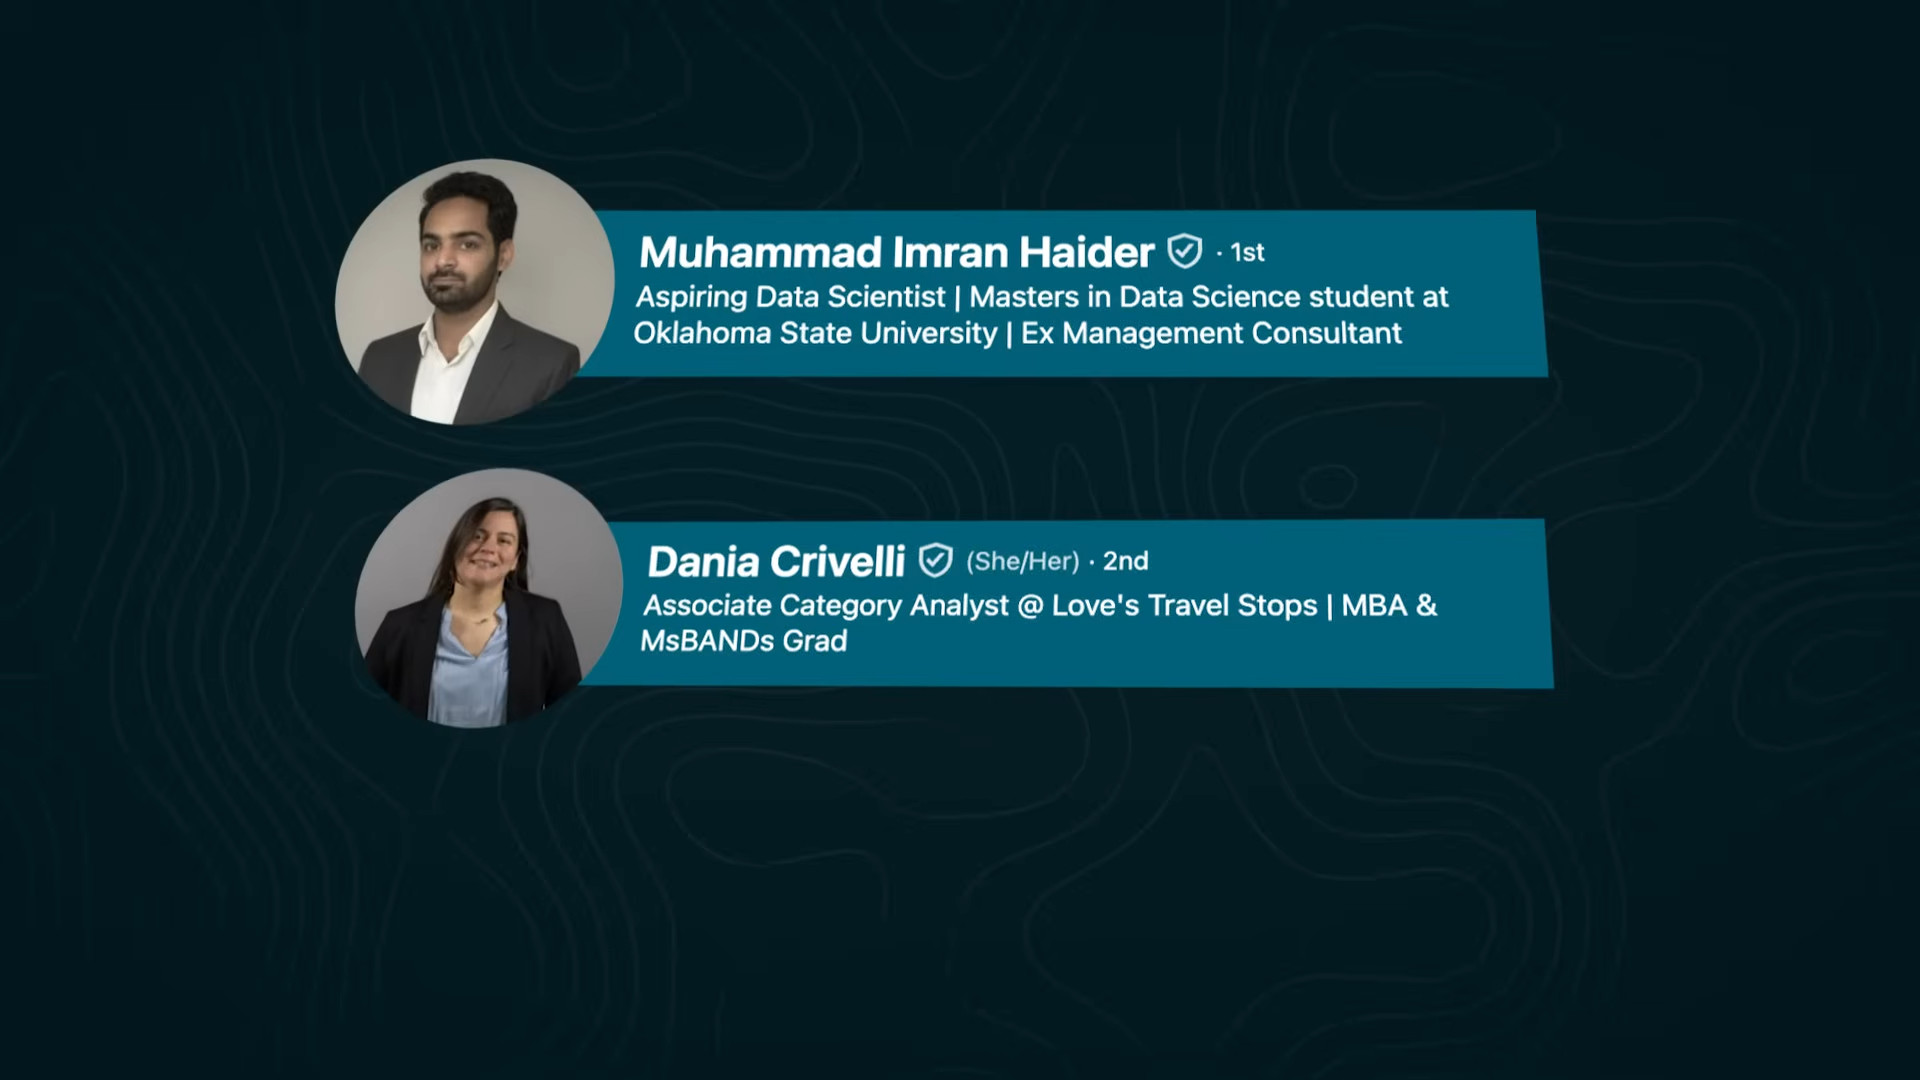 Muhammad Imran Haider · 1st
Aspiring Data Scientist | Masters in Data Science student at
Oklahoma State University | Ex Management Consultant
Dania Crivelli (She/Her) · 2nd
Associate Category Analyst @ Love's Travel Stops | MBA &
MsBANDs Grad